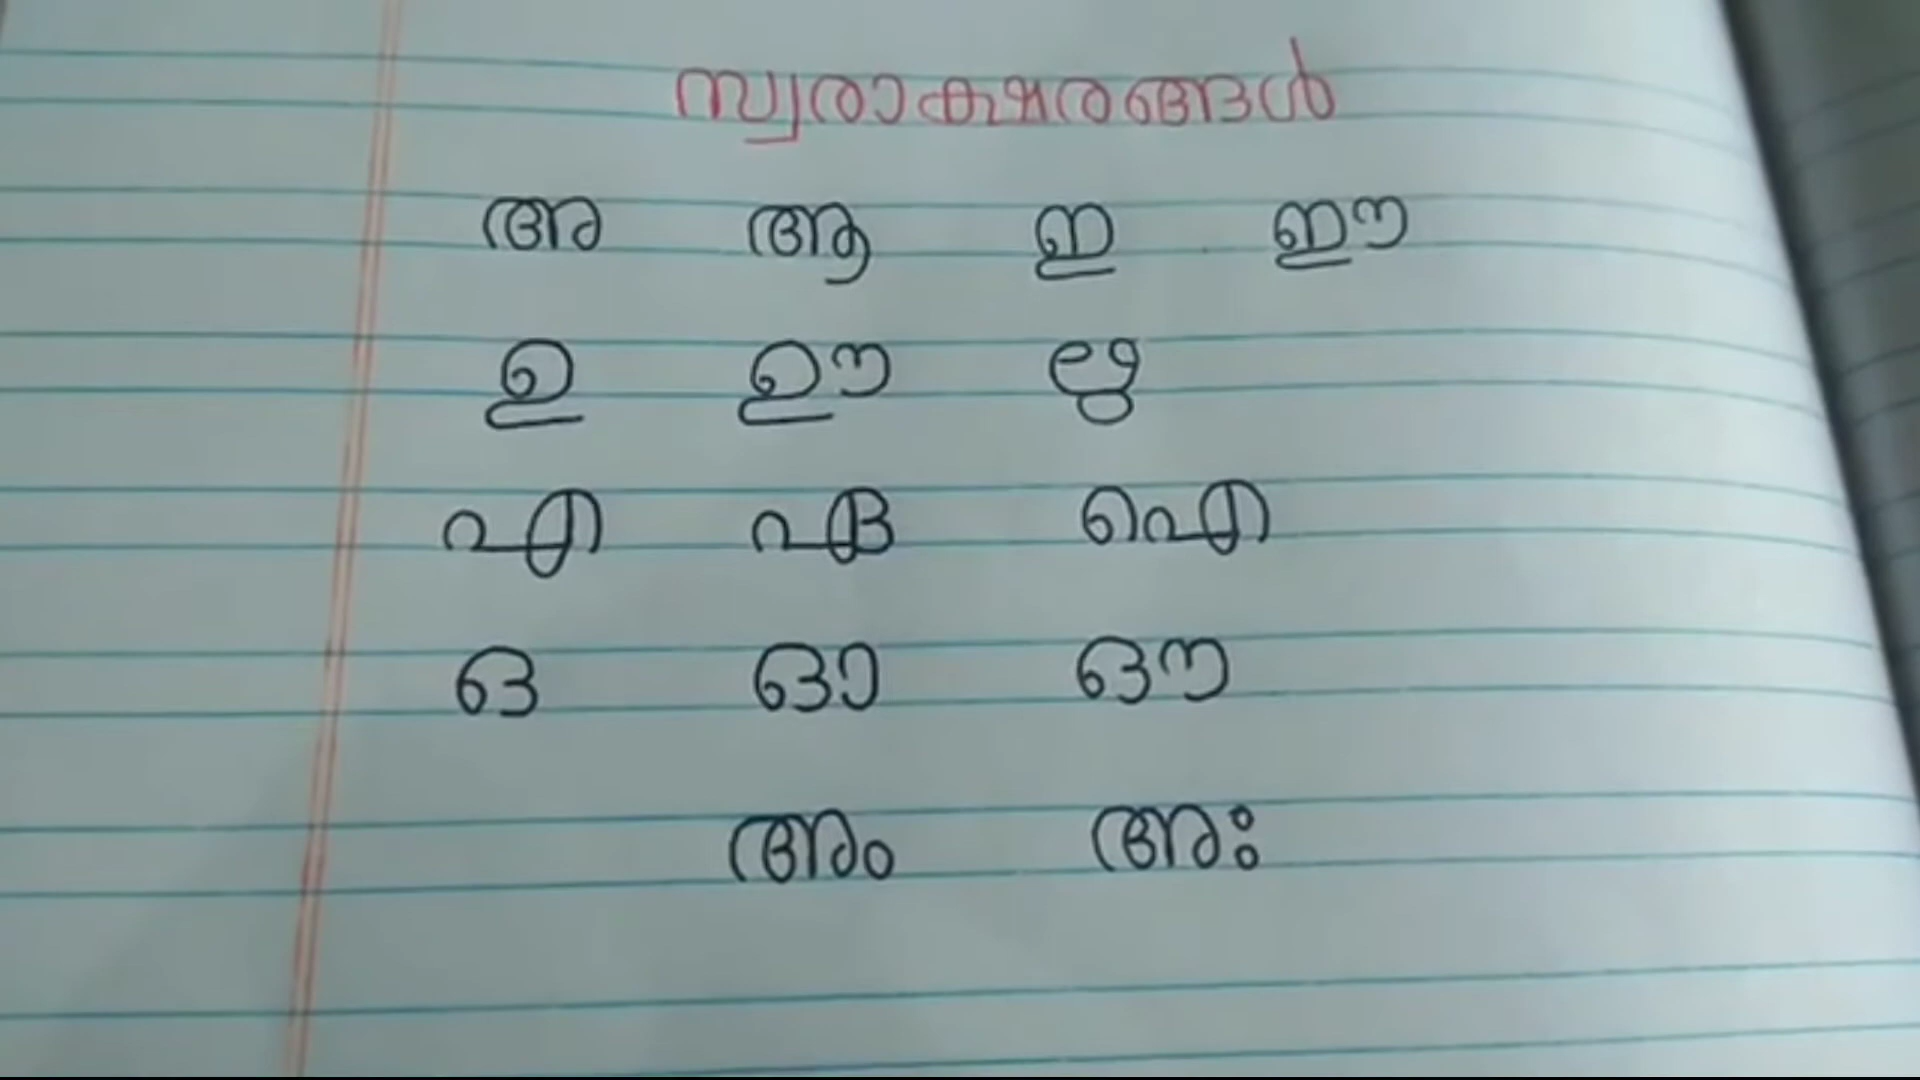 സ്വരാക്ഷരങ്ങൾ
അ ആ ഇ ഈ
ഉ ഊ ഋ
എ ഏ ഐ
ഒ ഓ ഔ
അം അഃ